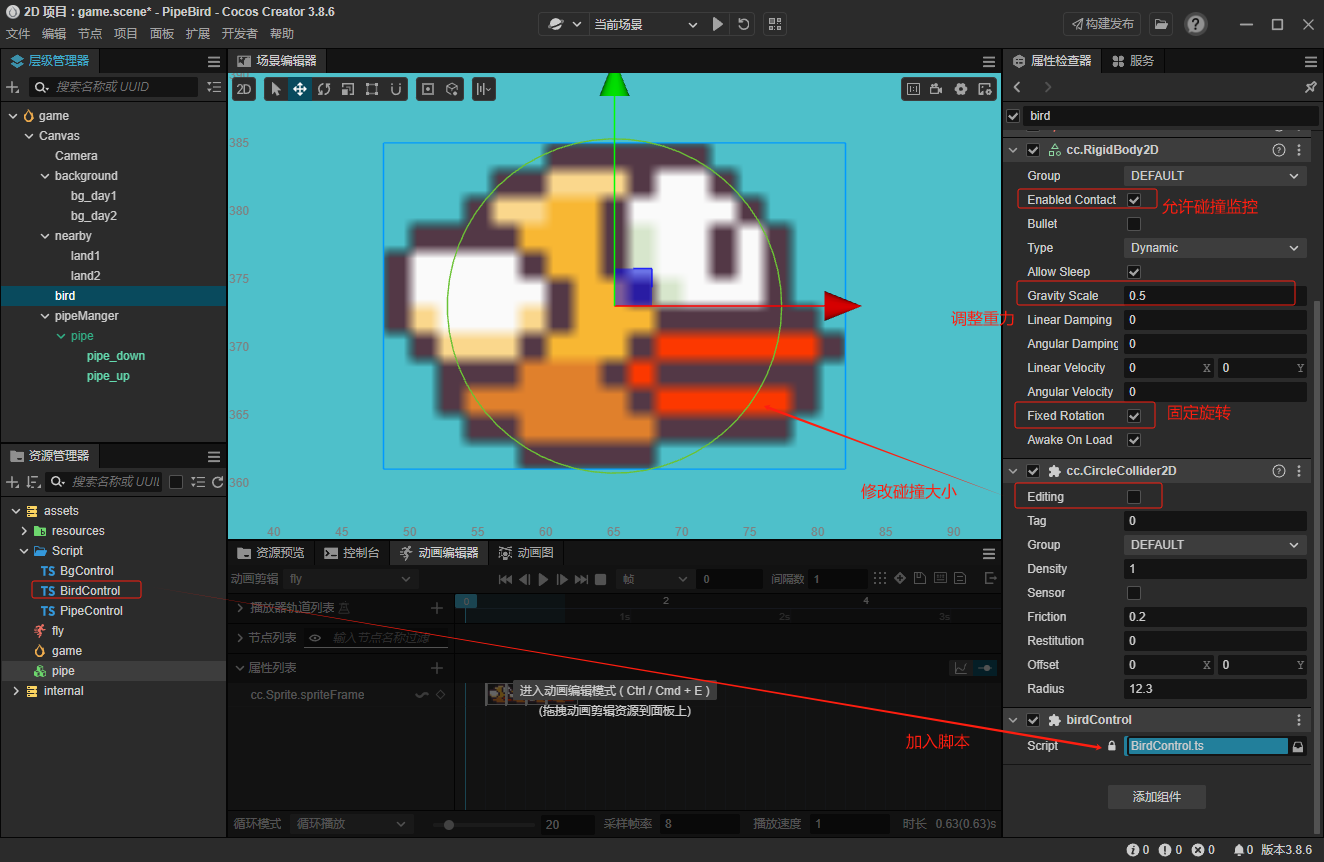 2D 项目 : game.scene* - PipeBird - Cocos Creator 3.8.6
文件 编辑 节点 项目 面板 扩展 开发者 帮助
当前场景
构建发布
层级管理器
搜索名称或 UUID
game
Canvas
Camera
background
bg_day1
bg_day2
nearby
land1
land2
bird
pipeManger
pipe
pipe_down
pipe_up
资源管理器
搜索名称或 UUI
assets
resources
Script
TS BgControl
TS BirdControl
TS PipeControl
fly
game
pipe
internal
场景编辑器
2D
385
380
375
370
365
360
40 45 50 55 60 65 70 75 80 85 90
调整重力
修改碰撞大小
资源预览 控制台 动画编辑器 动画图
动画剪辑 fly 帧 0 间隔数 1
播放器轨道列表
0 2 4
1s 2s 3s
节点列表 输入节点名称过滤
属性列表
cc.Sprite.spriteFrame
进入动画编辑模式 ( Ctrl / Cmd + E )
(拖拽动画剪辑资源到面板上)
加入脚本
循环模式 循环播放 20 采样帧率 8 播放速度 1 时长 0.63(0.63)s
属性检查器 服务
bird
cc.RigidBody2D
Group DEFAULT
Enabled Contact
允许碰撞监控
Bullet
Type Dynamic
Allow Sleep
Gravity Scale 0.5
Linear Damping 0
Angular Damping 0
Linear Velocity 0 X 0 Y
Angular Velocity 0
Fixed Rotation
固定旋转
Awake On Load
cc.CircleCollider2D
Editing
Tag 0
Group DEFAULT
Density 1
Sensor
Friction 0.2
Restitution 0
Offset 0 X 0 Y
Radius 12.3
birdControl
Script BirdControl.ts
添加组件
0 0 0 0 版本3.8.6